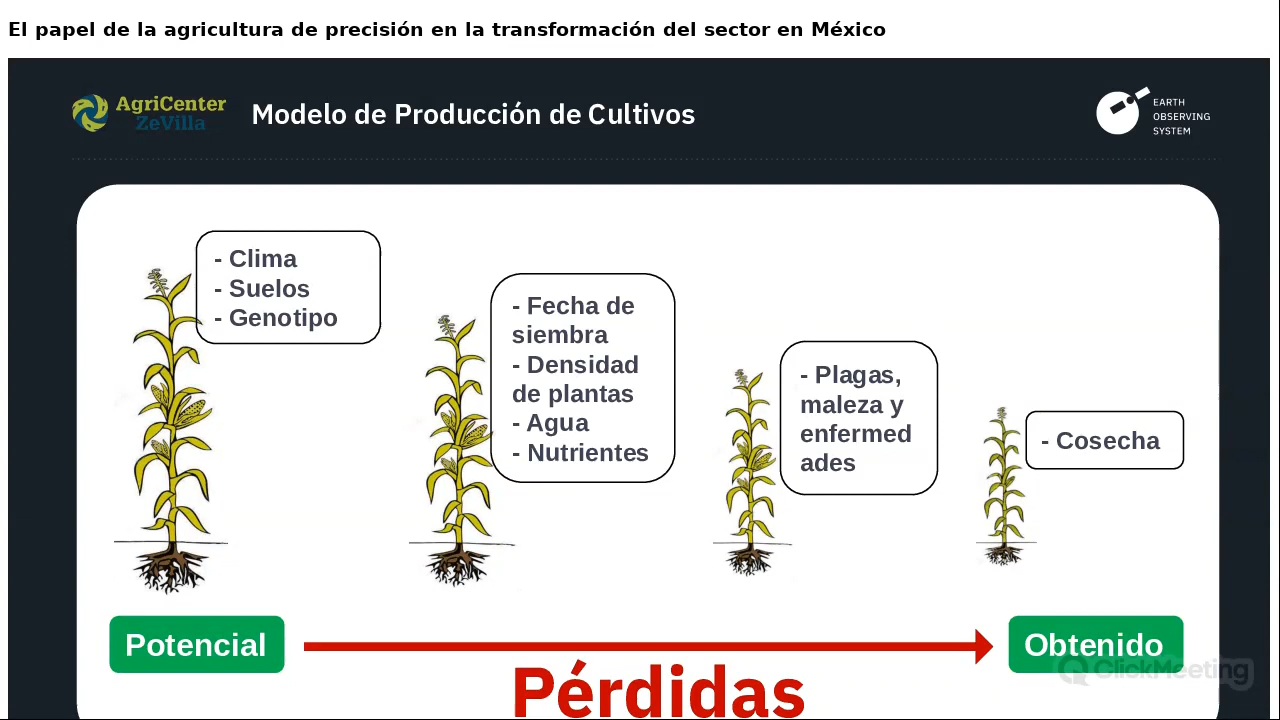 El papel de la agricultura de precisión en la transformación del sector en México
AgriCenter
ZeVilla
Modelo de Producción de Cultivos
EARTH
OBSERVING
SYSTEM
- Clima
- Suelos
- Genotipo
- Fecha de
siembra
- Densidad
de plantas
- Agua
- Nutrientes
- Plagas,
maleza y
enfermed
ades
- Cosecha
Potencial
Obtenido
Pérdidas
ClickMeeting